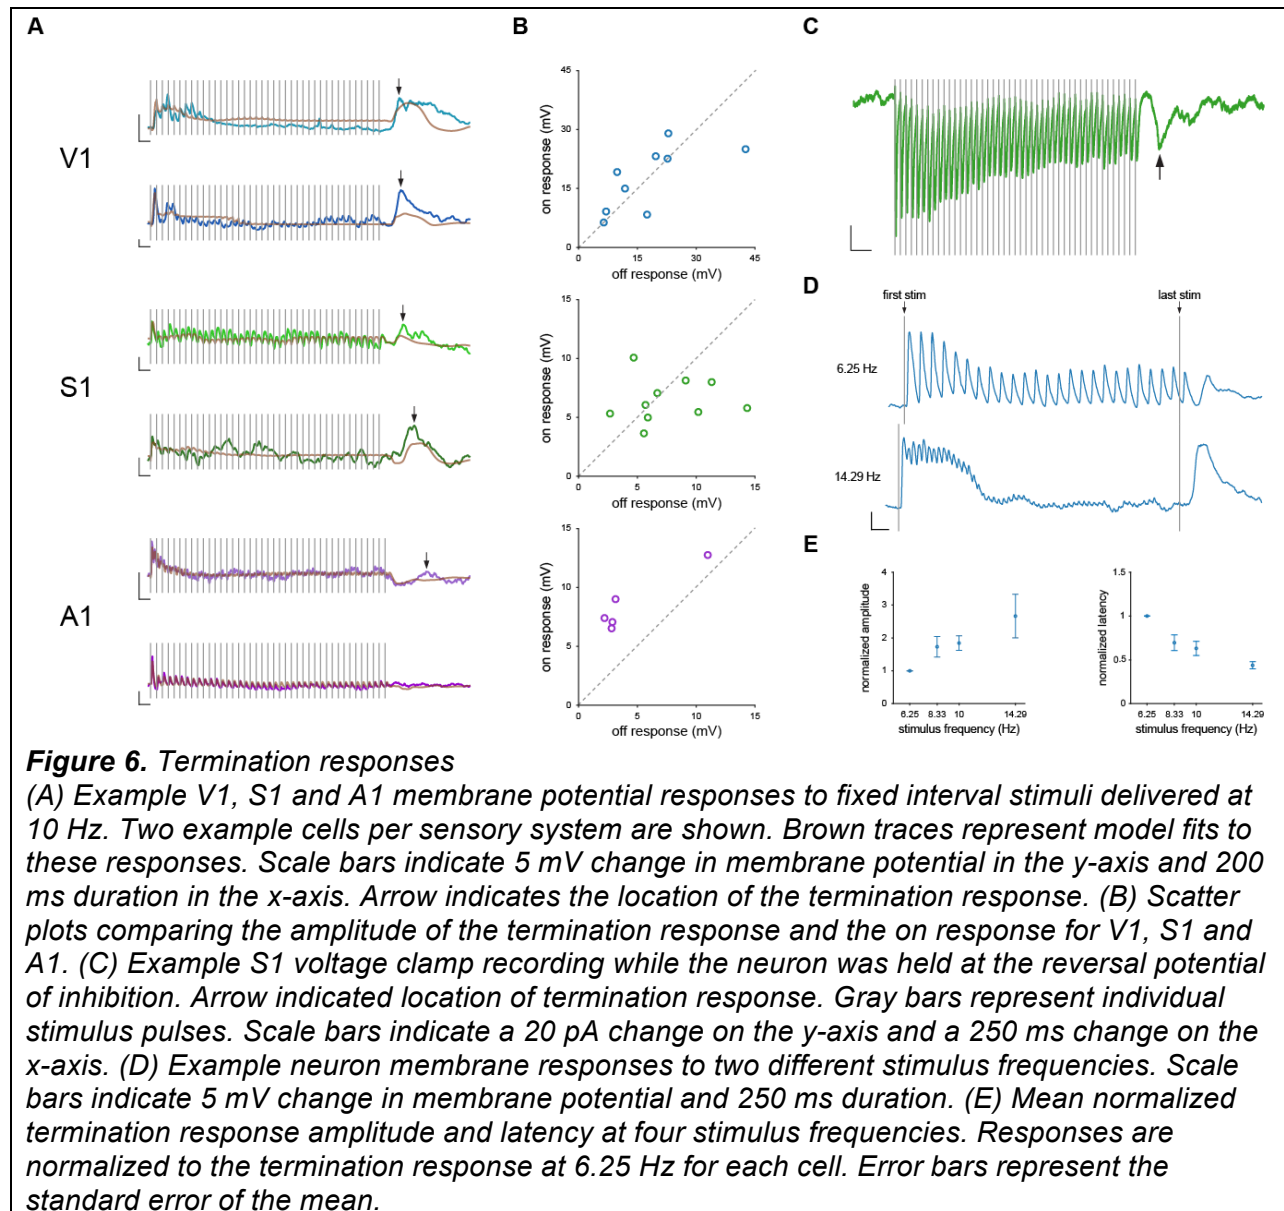 A
V1
S1
A1
B
45
30
15
0
0
15
30
45
on response (mV)
off response (mV)
15
10
5
0
0
5
10
15
on response (mV)
off response (mV)
15
10
5
0
0
5
10
15
on response (mV)
off response (mV)
C
D
first stim
last stim
6.25 Hz
14.29 Hz
E
4
3
2
1
0
normalized amplitude
6.25
8.33
10
14.29
stimulus frequency (Hz)
1.5
1
0.5
0
normalized latency
6.25
8.33
10
14.29
stimulus frequency (Hz)
Figure 6. Termination responses
(A) Example V1, S1 and A1 membrane potential responses to fixed interval stimuli delivered at
10 Hz. Two example cells per sensory system are shown. Brown traces represent model fits to
these responses. Scale bars indicate 5 mV change in membrane potential in the y-axis and 200
ms duration in the x-axis. Arrow indicates the location of the termination response. (B) Scatter
plots comparing the amplitude of the termination response and the on response for V1, S1 and
A1. (C) Example S1 voltage clamp recording while the neuron was held at the reversal potential
of inhibition. Arrow indicated location of termination response. Gray bars represent individual
stimulus pulses. Scale bars indicate a 20 pA change on the y-axis and a 250 ms change on the
x-axis. (D) Example neuron membrane responses to two different stimulus frequencies. Scale
bars indicate 5 mV change in membrane potential and 250 ms duration. (E) Mean normalized
termination response amplitude and latency at four stimulus frequencies. Responses are
normalized to the termination response at 6.25 Hz for each cell. Error bars represent the
standard error of the mean.